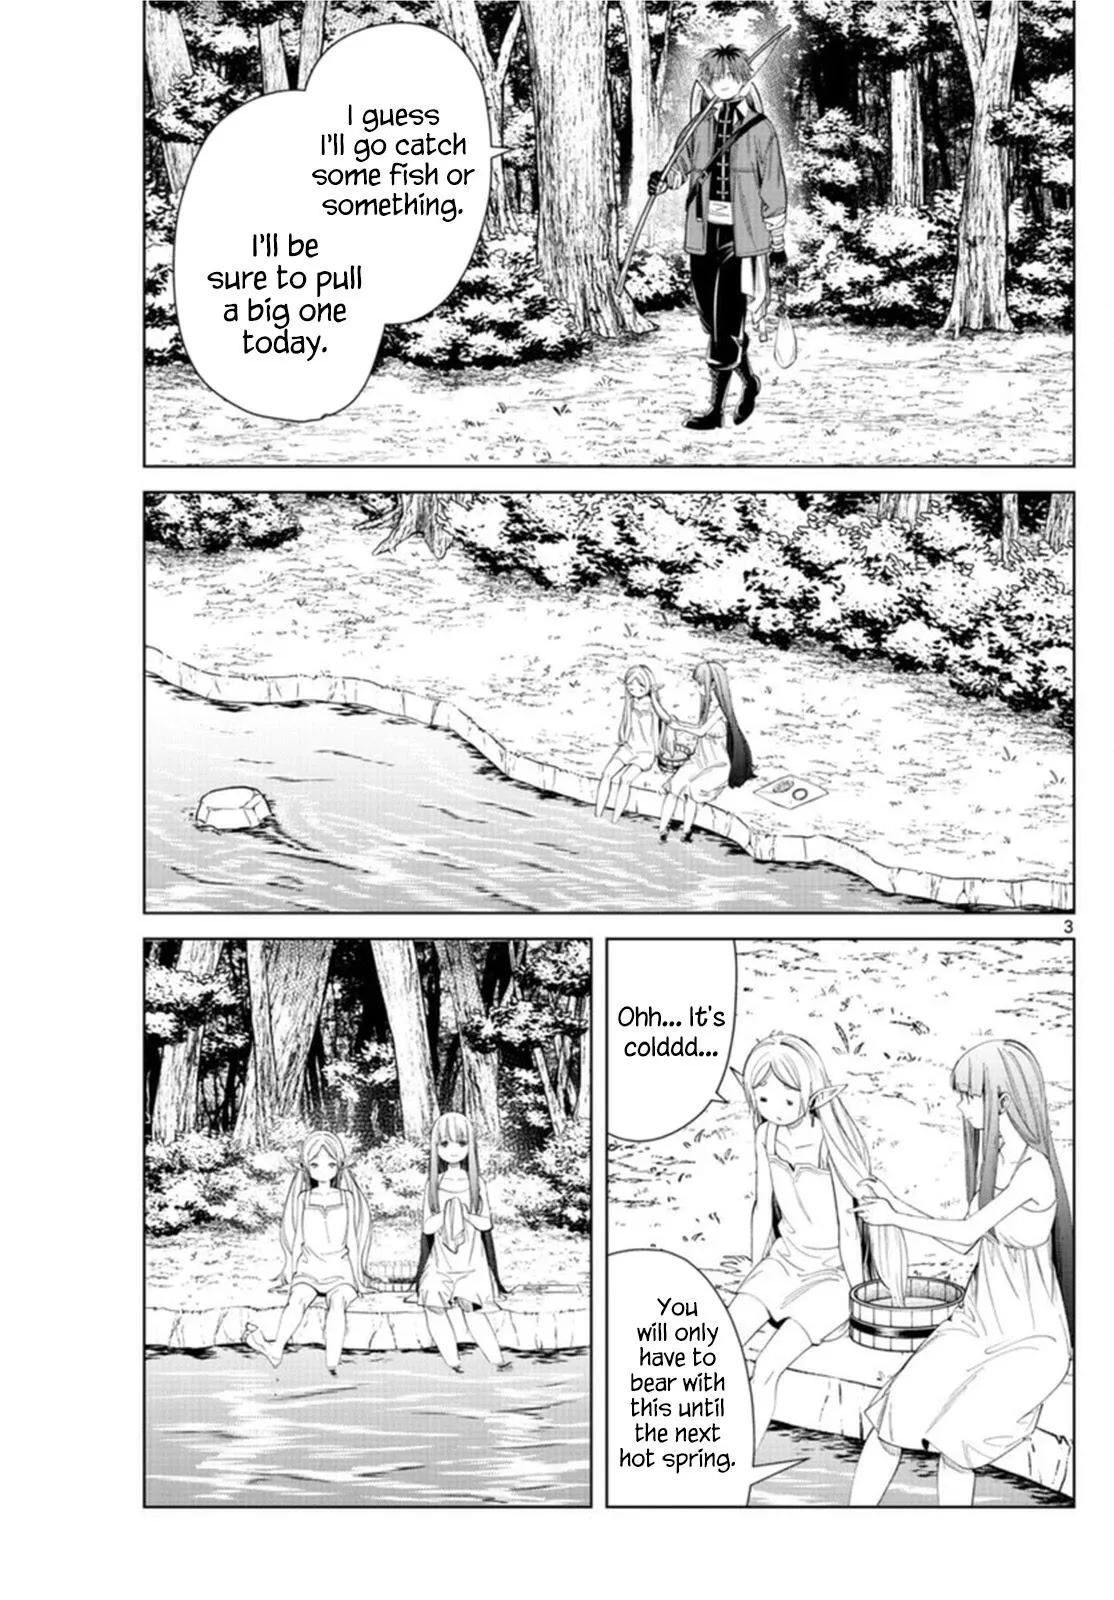 I guess
I'll go catch
some fish or
something.
I'll be
sure to pull
a big one
today.
3
Ohh... It's
colddd...
You
will only
have to
bear with
this until
the next
hot spring.